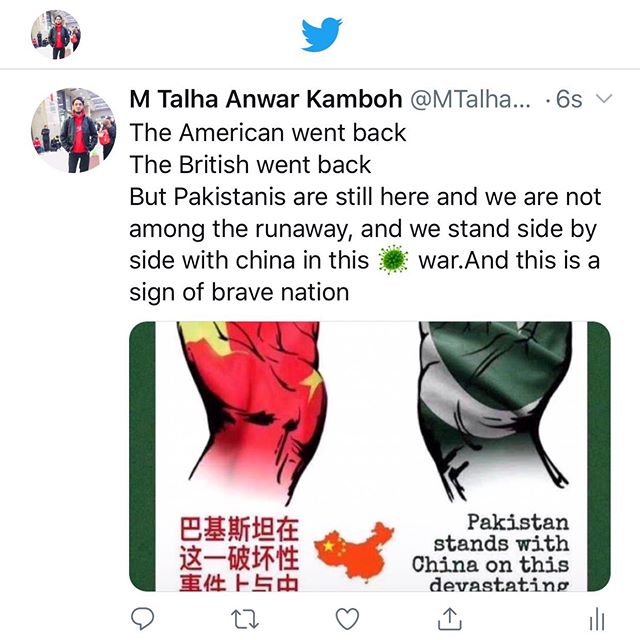 M Talha Anwar Kamboh @MTalha... · 6s
The American went back
The British went back
But Pakistanis are still here and we are not
among the runaway, and we stand side by
side with china in this 🦠 war.And this is a
sign of brave nation
巴基斯坦在
这一破坏性
事件上与中
Pakistan
stands with
China on this
devastating